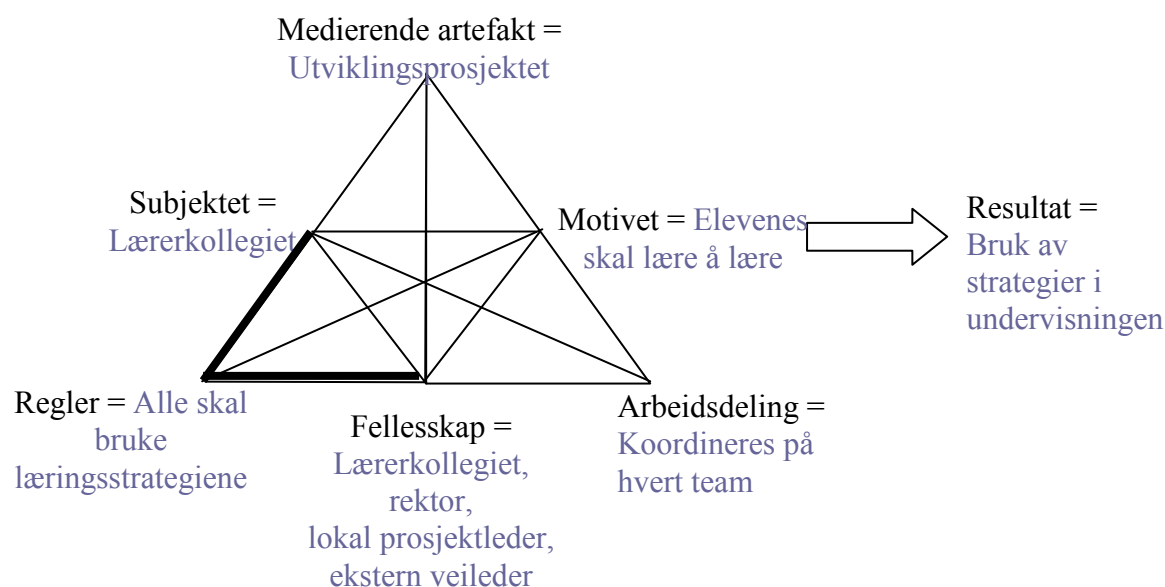 Medierende artefakt =
Utviklingsprosjektet
Subjektet =
Lærerkollegiet
Motivet = Elevenes
skal lære å lære
Resultat =
Bruk av
strategier i
undervisningen
Regler = Alle skal
bruke
læringsstrategiene
Fellesskap =
Lærerkollegiet,
rektor,
lokal prosjektleder,
ekstern veileder
Arbeidsdeling =
Koordineres på
hvert team